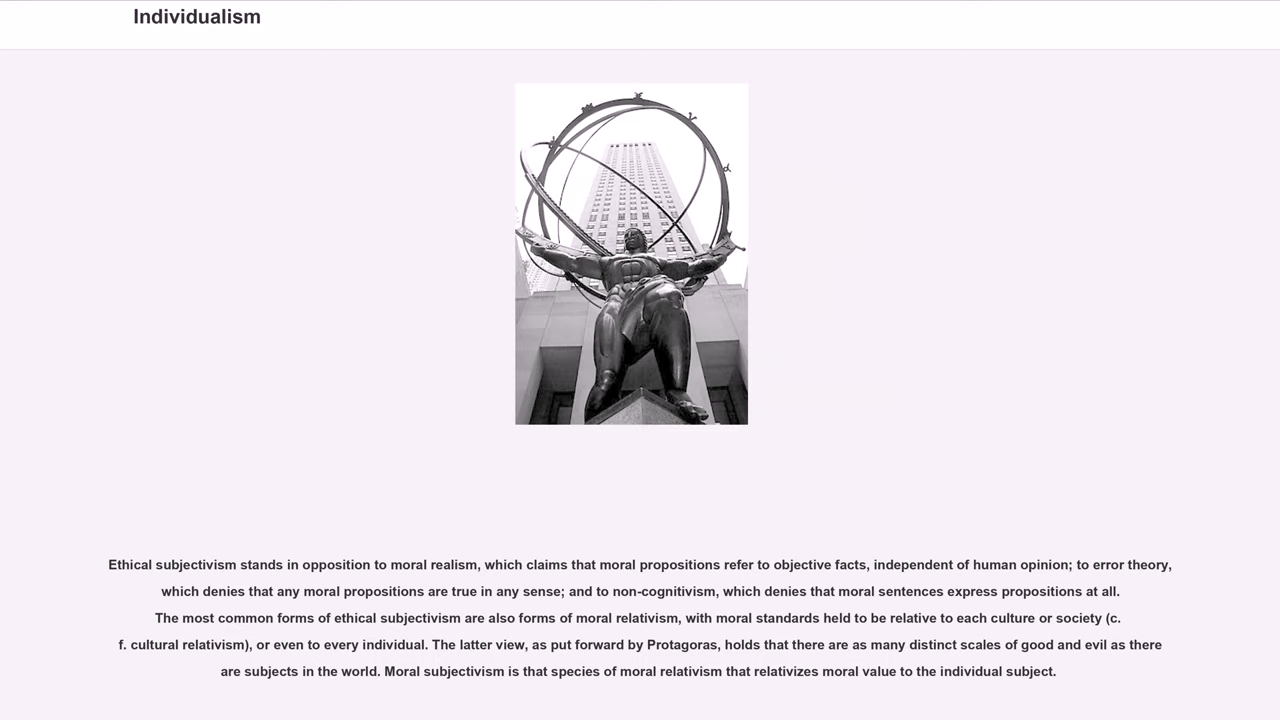 Individualism
Ethical subjectivism stands in opposition to moral realism, which claims that moral propositions refer to objective facts, independent of human opinion; to error theory,
which denies that any moral propositions are true in any sense; and to non-cognitivism, which denies that moral sentences express propositions at all.
The most common forms of ethical subjectivism are also forms of moral relativism, with moral standards held to be relative to each culture or society (c.
f. cultural relativism), or even to every individual. The latter view, as put forward by Protagoras, holds that there are as many distinct scales of good and evil as there
are subjects in the world. Moral subjectivism is that species of moral relativism that relativizes moral value to the individual subject.